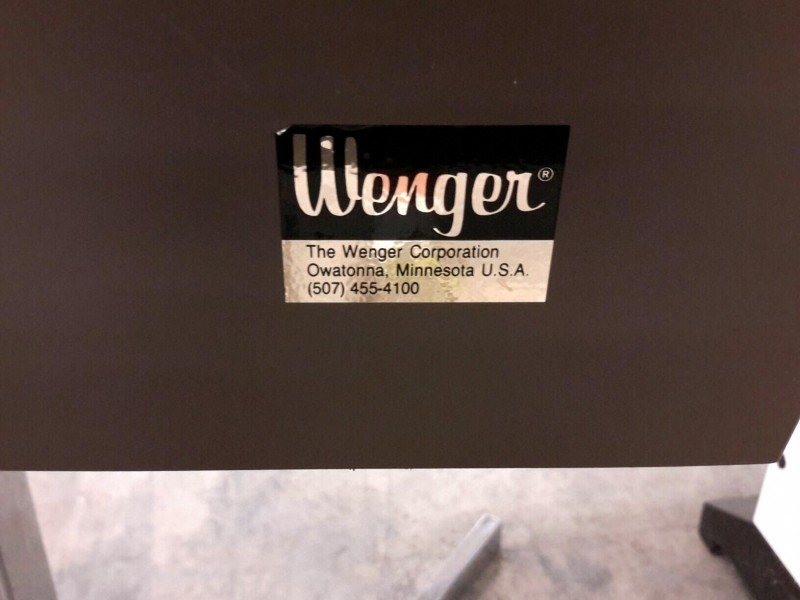 Wenger®
The Wenger Corporation
Owatonna, Minnesota U.S.A.
(507) 455-4100